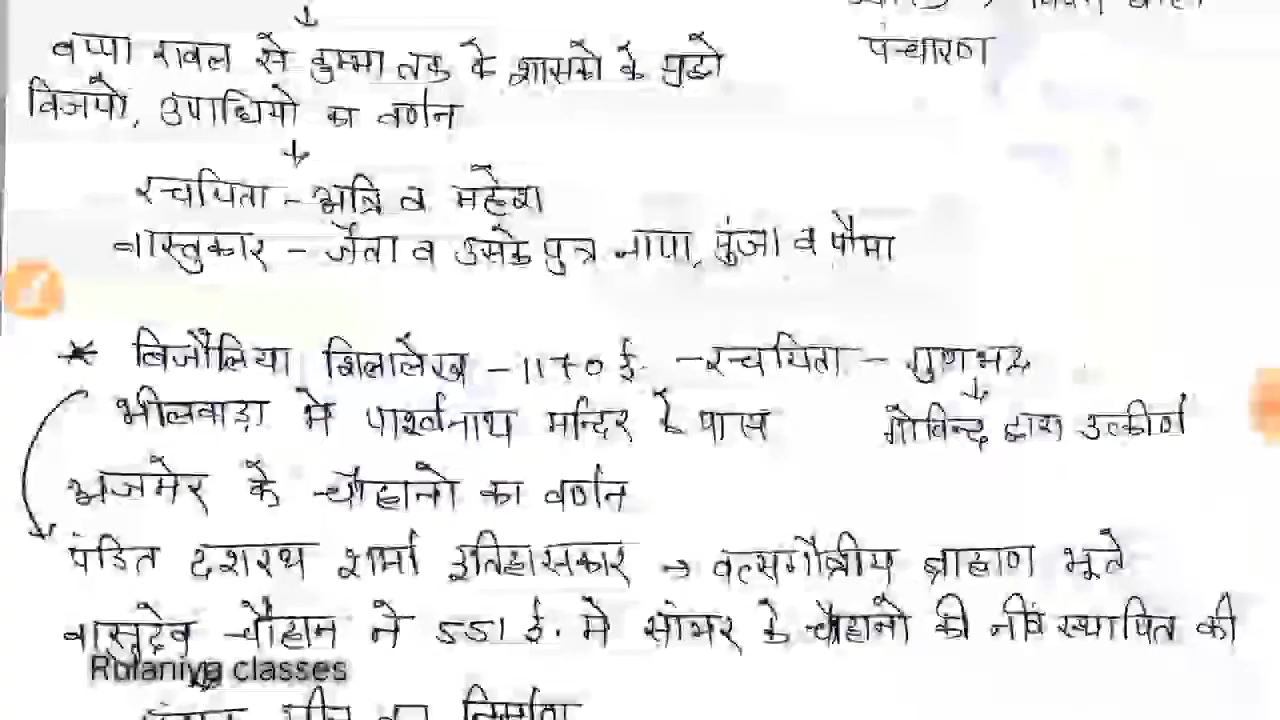 पंन्चारण
वप्पा रावल से कुम्भा तक के शासको के युद्धो
विजयो, उपाधियो का वर्णन
रचयिता - अत्रि व महेश
वास्तुकार - जैता व उसके पुत्र नापा, पुंजा व पौमा
* बिजौलिया शिलालेख - 1170 ई. - रचयिता - गुणभद्र
भीलवाड़ा मे पार्श्वनाथ मन्दिर के पास गोविन्द द्वारा उत्कीर्ण
अजमेर के चौहानो का वर्णन
पंडित दशरथ शर्मा इतिहासकार → वत्सगौत्रीय ब्राह्मण भूते
वासुदेव चौहान ने 551 ई. मे सांभर के चौहानो की नींव स्थापित की
Rulaniya classes